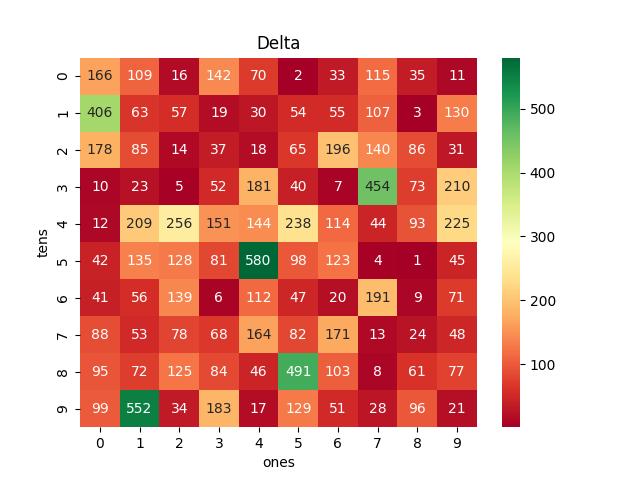 Delta
0 166 109 16 142 70 2 33 115 35 11
1 406 63 57 19 30 54 55 107 3 130
2 178 85 14 37 18 65 196 140 86 31
3 10 23 5 52 181 40 7 454 73 210
4 12 209 256 151 144 238 114 44 93 225
5 42 135 128 81 580 98 123 4 1 45
6 41 56 139 6 112 47 20 191 9 71
7 88 53 78 68 164 82 171 13 24 48
8 95 72 125 84 46 491 103 8 61 77
9 99 552 34 183 17 129 51 28 96 21
0 1 2 3 4 5 6 7 8 9
ones
tens
500
400
300
200
100